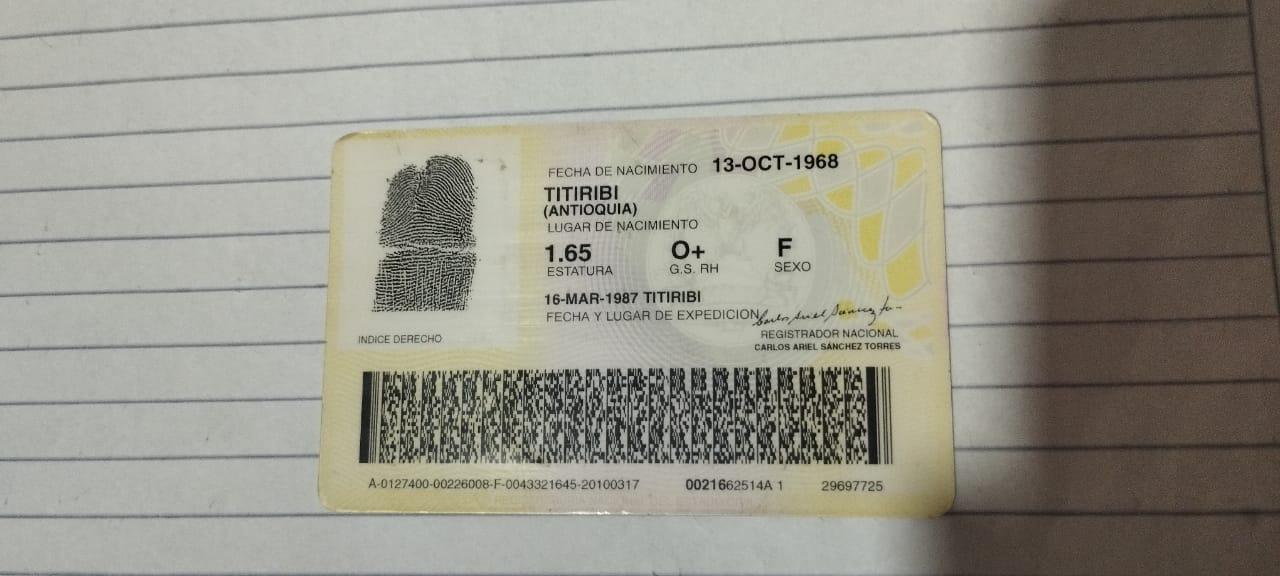 FECHA DE NACIMIENTO 13-OCT-1968
TITIRIBI
(ANTIOQUIA)
LUGAR DE NACIMIENTO
1.65 O+ F
ESTATURA G.S. RH SEXO
16-MAR-1987 TITIRIBI
FECHA Y LUGAR DE EXPEDICION
REGISTRADOR NACIONAL
CARLOS ARIEL SÁNCHEZ TORRES
INDICE DERECHO
A-0127400-00226008-F-0043321645-20100317 0021662514A 1 29697725